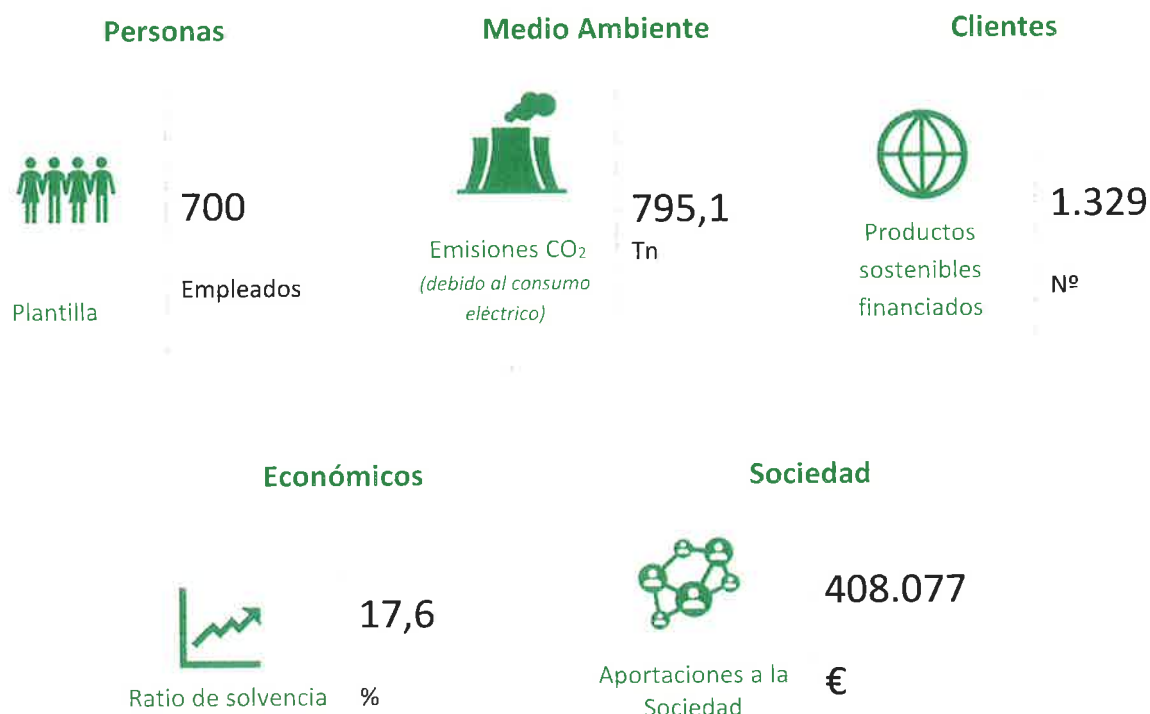 Personas
Medio Ambiente
Clientes
700
Empleados
Plantilla
795,1
Tn
Emisiones CO₂
(debido al consumo
eléctrico)
1.329
Nº
Productos
sostenibles
financiados
Económicos
Sociedad
17,6
%
Ratio de solvencia
408.077
€
Aportaciones a la
Sociedad